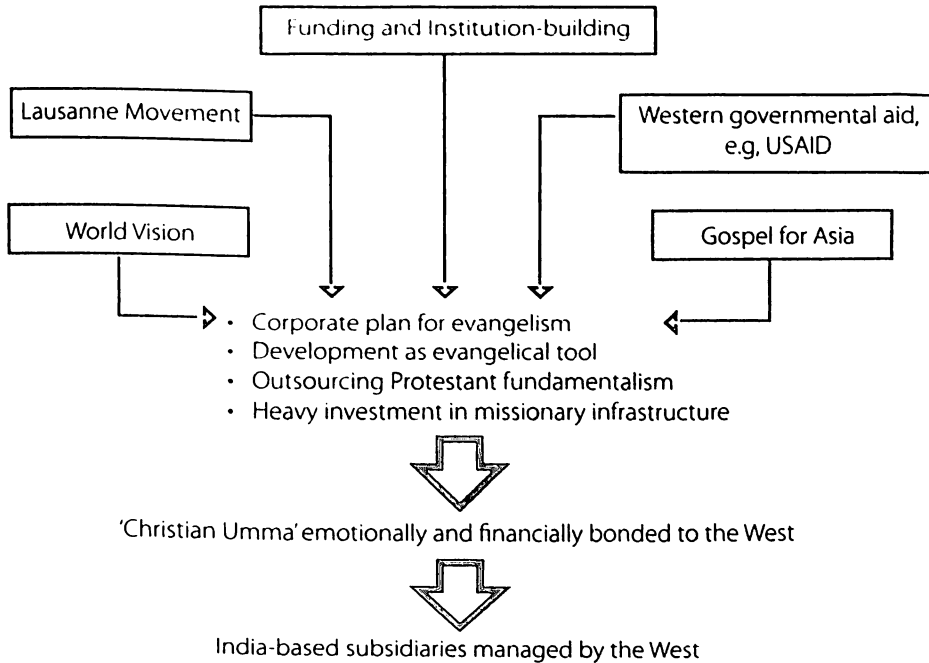 Funding and Institution-building
Lausanne Movement
Western governmental aid,
e.g, USAID
World Vision
Gospel for Asia
• Corporate plan for evangelism
• Development as evangelical tool
• Outsourcing Protestant fundamentalism
• Heavy investment in missionary infrastructure
'Christian Umma' emotionally and financially bonded to the West
India-based subsidiaries managed by the West